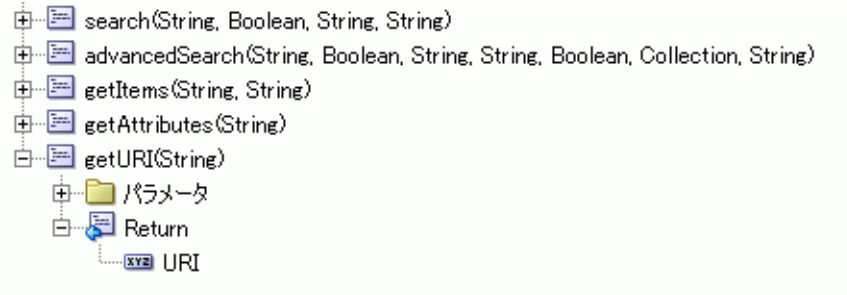 search(String, Boolean, String, String)
advancedSearch(String, Boolean, String, String, Boolean, Collection, String)
getItems(String, String)
getAttributes(String)
getURI(String)
パラメータ
Return
XYZ URI